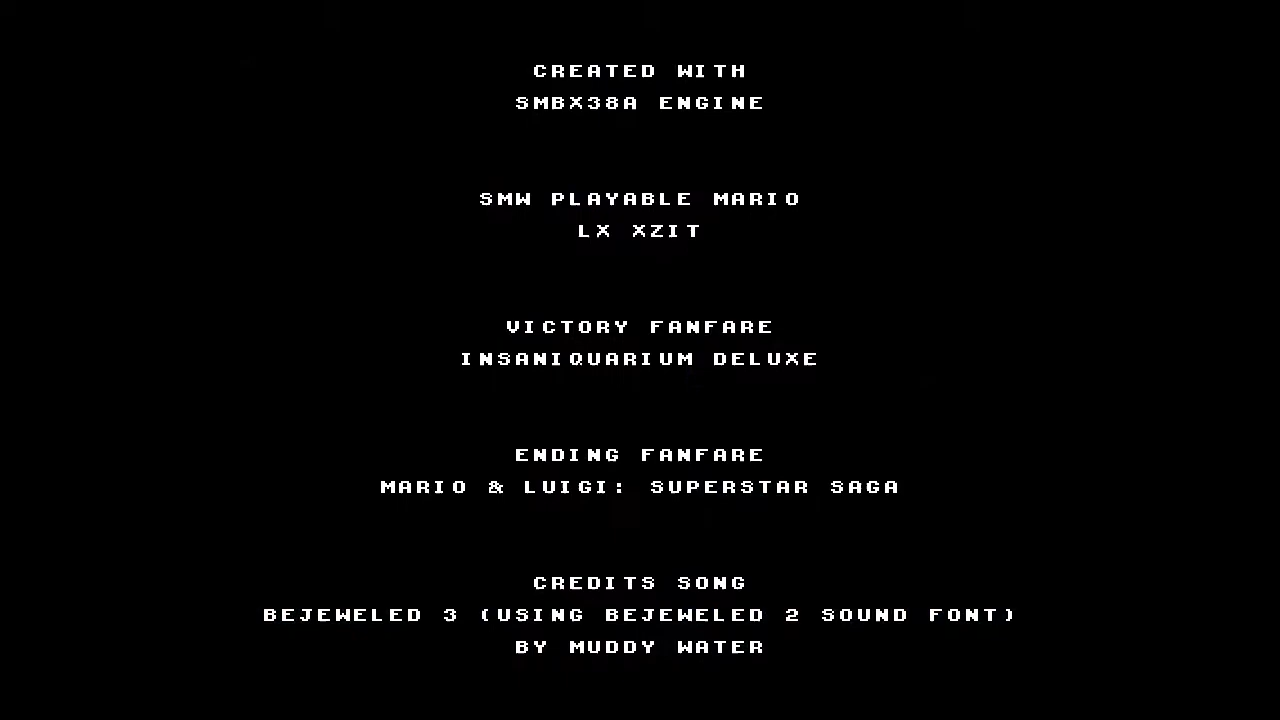 CREATED WITH
SMBX38A ENGINE
SMW PLAYABLE MARIO
LX XZIT
VICTORY FANFARE
INSANIQUARIUM DELUXE
ENDING FANFARE
MARIO & LUIGI: SUPERSTAR SAGA
CREDITS SONG
BEJEWELED 3 (USING BEJEWELED 2 SOUND FONT)
BY MUDDY WATER